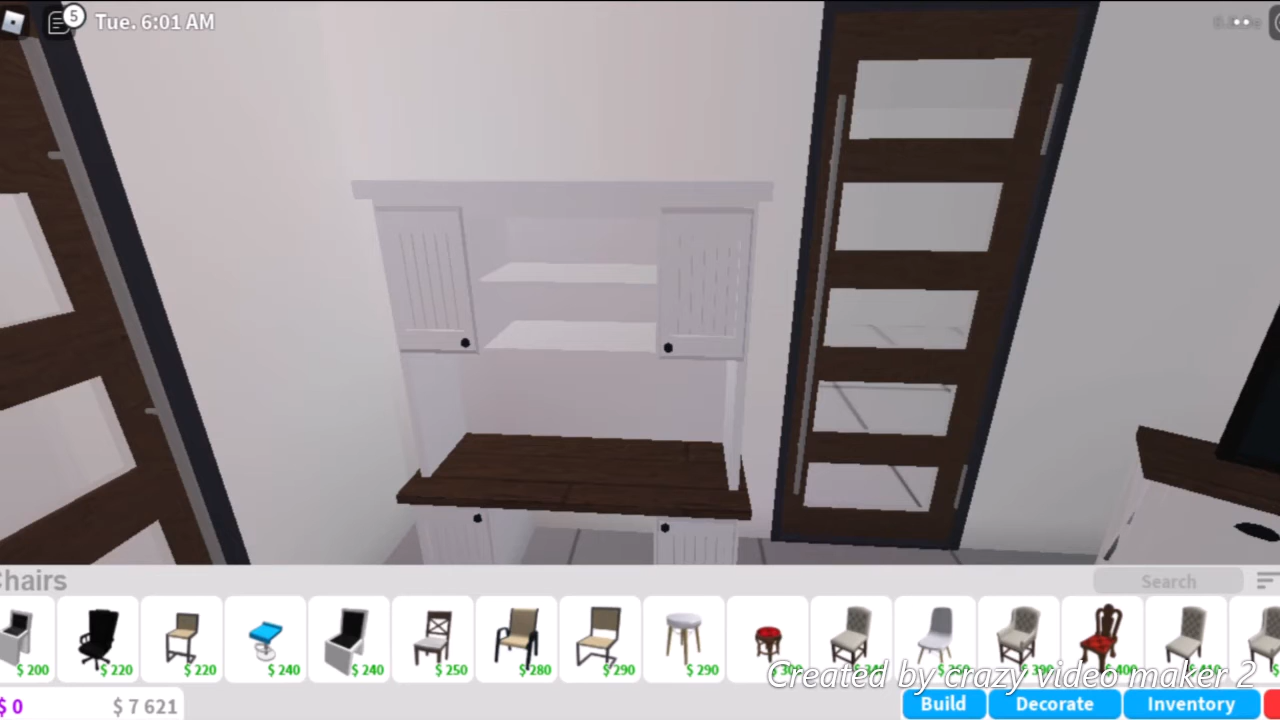 5
Tue. 6:01 AM
Chairs
Search
$ 200
$ 220
$ 220
$ 240
$ 240
$ 250
$ 280
$ 290
$ 290
$ 300
$ 400
Created by crazy video maker 2
$ 0
$ 7 621
Build
Decorate
Inventory